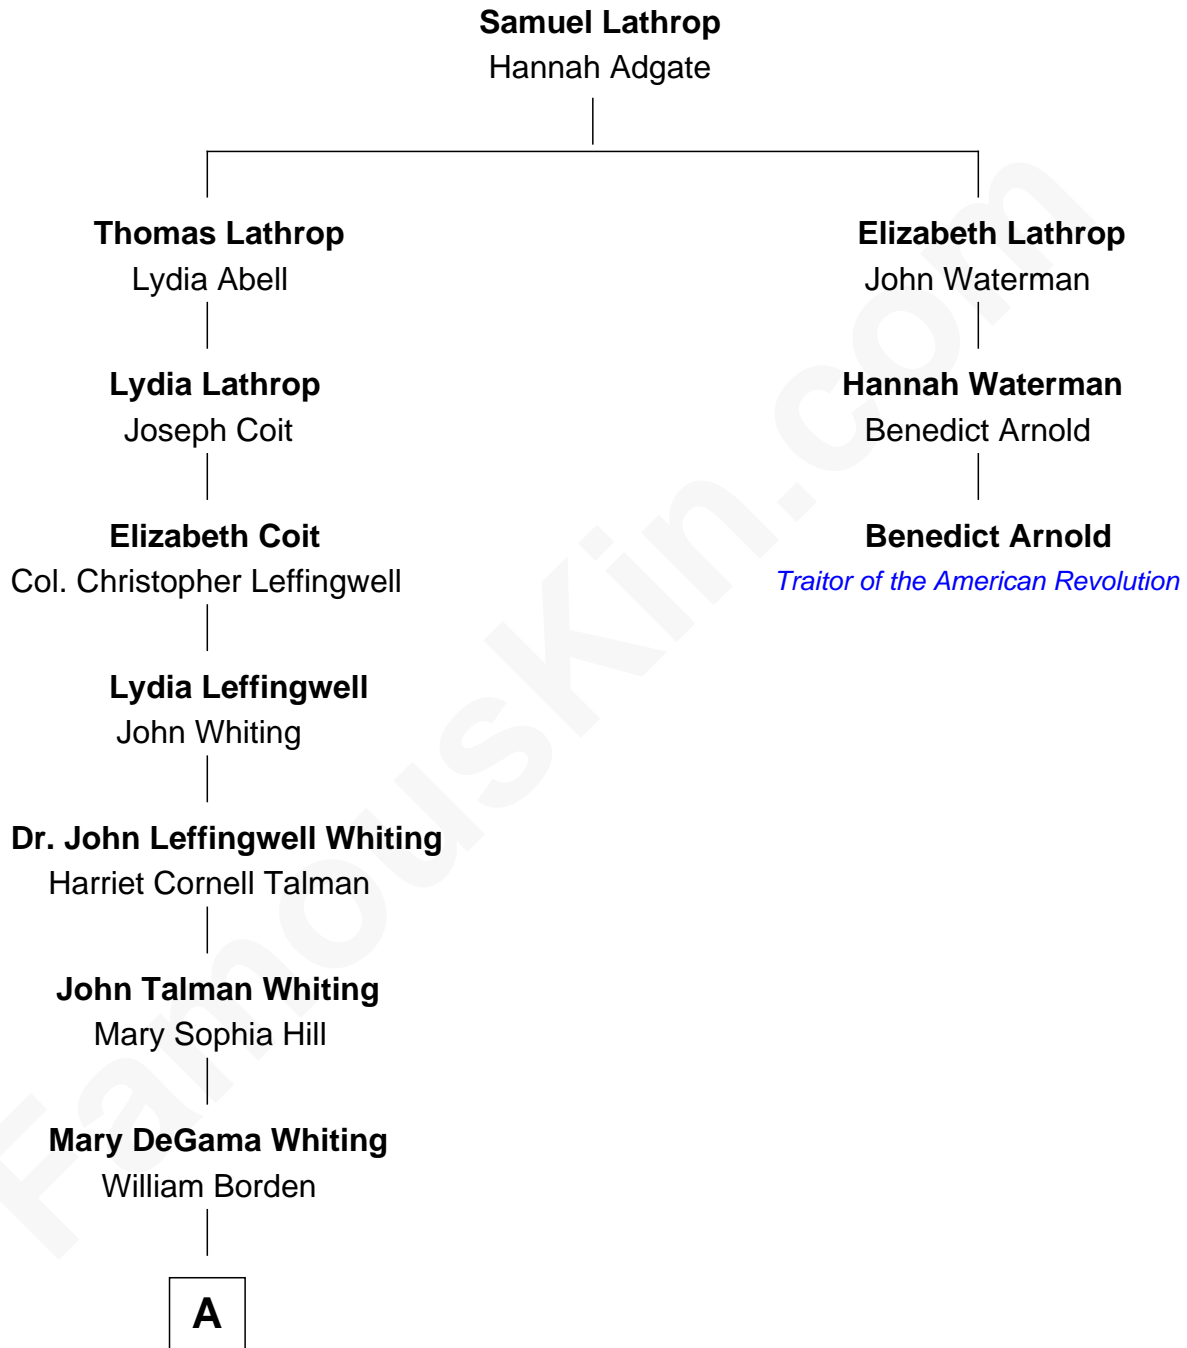 Samuel Lathrop
Hannah Adgate
Thomas Lathrop
Lydia Abell
Elizabeth Lathrop
John Waterman
Lydia Lathrop
Joseph Coit
Hannah Waterman
Benedict Arnold
Elizabeth Coit
Col. Christopher Leffingwell
Benedict Arnold
Traitor of the American Revolution
Lydia Leffingwell
John Whiting
Dr. John Leffingwell Whiting
Harriet Cornell Talman
John Talman Whiting
Mary Sophia Hill
Mary DeGama Whiting
William Borden
A
FamousKin.com